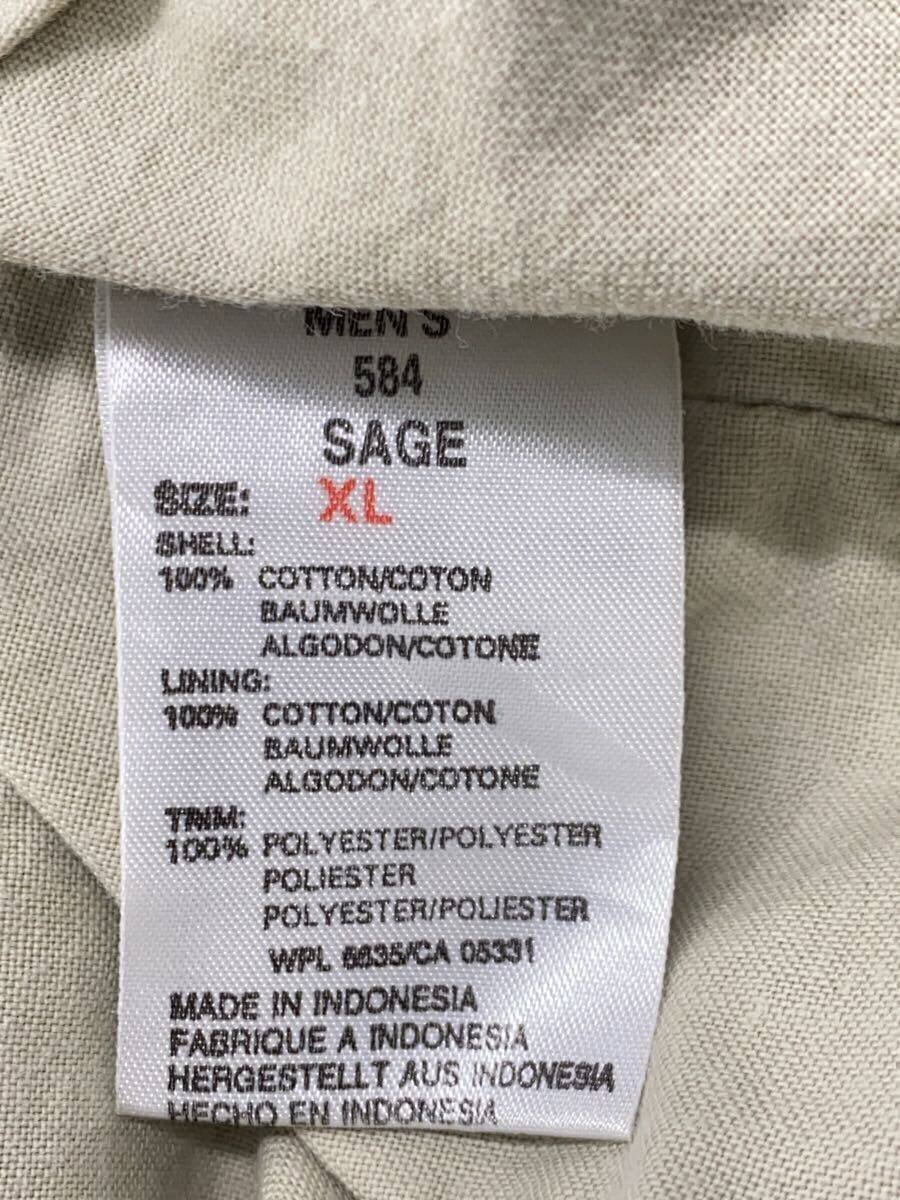 MEN'S
584
SAGE
SIZE: XL
SHELL:
100% COTTON/COTON
BAUMWOLLE
ALGODON/COTONE
LINING:
100% COTTON/COTON
BAUMWOLLE
ALGODON/COTONE
TRIM:
100% POLYESTER/POLYESTER
POLIESTER
POLYESTER/POLIESTER
WPL 6635/CA 05331
MADE IN INDONESIA
FABRIQUE A INDONESIA
HERGESTELLT AUS INDONESIA
HECHO EN INDONESIA